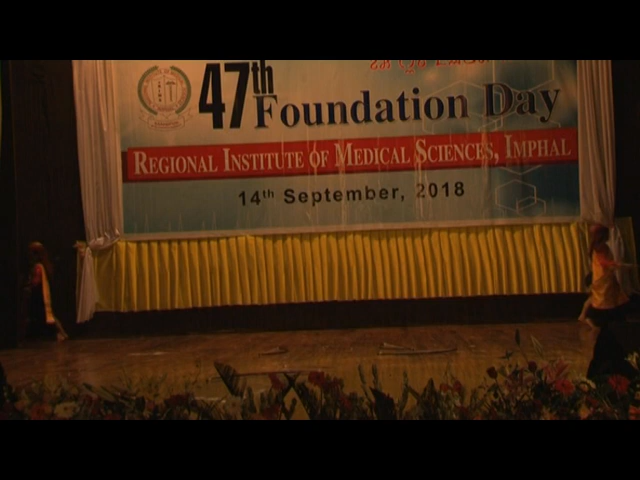 47th
Foundation Day
REGIONAL INSTITUTE OF MEDICAL SCIENCES, IMPHAL
14th September, 2018